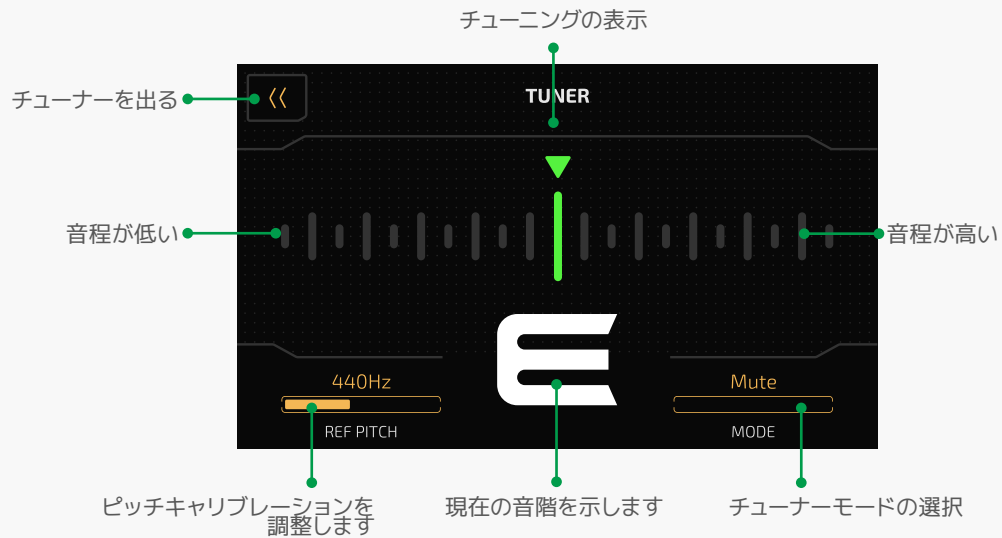 チューニングの表示
チューナーを出る
TUNER
音程が低い
音程が高い
E
440Hz
Mute
REF PITCH
MODE
ピッチキャリブレーションを
調整します
現在の音階を示します
チューナーモードの選択